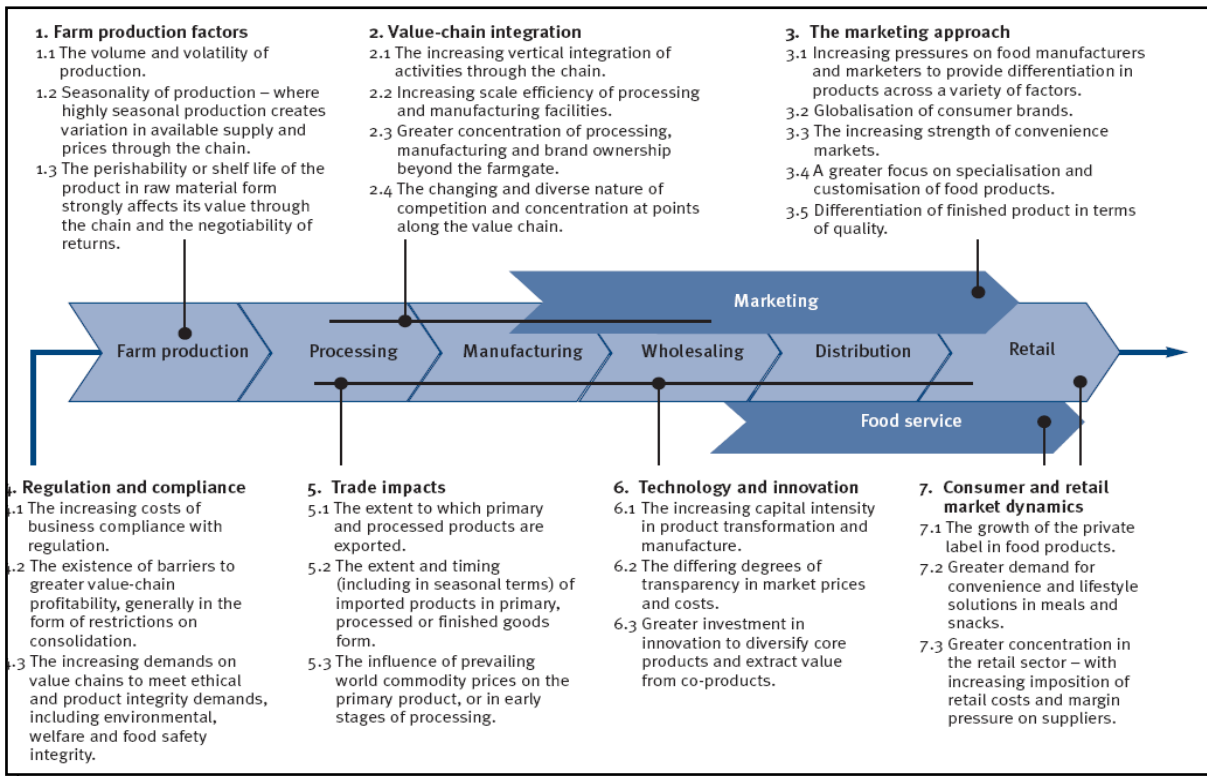 1. Farm production factors
1.1 The volume and volatility of
production.
1.2 Seasonality of production – where
highly seasonal production creates
variation in available supply and
prices through the chain.
1.3 The perishability or shelf life of the
product in raw material form
strongly affects its value through
the chain and the negotiability of
returns.
2. Value-chain integration
2.1 The increasing vertical integration of
activities through the chain.
2.2 Increasing scale efficiency of processing
and manufacturing facilities.
2.3 Greater concentration of processing,
manufacturing and brand ownership
beyond the farmgate.
2.4 The changing and diverse nature of
competition and concentration at points
along the value chain.
3. The marketing approach
3.1 Increasing pressures on food manufacturers
and marketers to provide differentiation in
products across a variety of factors.
3.2 Globalisation of consumer brands.
3.3 The increasing strength of convenience
markets.
3.4 A greater focus on specialisation and
customisation of food products.
3.5 Differentiation of finished product in terms
of quality.
Marketing
Farm production
Processing
Manufacturing
Wholesaling
Distribution
Retail
Food service
4. Regulation and compliance
4.1 The increasing costs of
business compliance with
regulation.
4.2 The existence of barriers to
greater value-chain
profitability, generally in the
form of restrictions on
consolidation.
4.3 The increasing demands on
value chains to meet ethical
and product integrity demands,
including environmental,
welfare and food safety
integrity.
5. Trade impacts
5.1 The extent to which primary
and processed products are
exported.
5.2 The extent and timing
(including in seasonal terms) of
imported products in primary,
processed or finished goods
form.
5.3 The influence of prevailing
world commodity prices on the
primary product, or in early
stages of processing.
6. Technology and innovation
6.1 The increasing capital intensity
in product transformation and
manufacture.
6.2 The differing degrees of
transparency in market prices
and costs.
6.3 Greater investment in
innovation to diversify core
products and extract value
from co-products.
7. Consumer and retail
market dynamics
7.1 The growth of the private
label in food products.
7.2 Greater demand for
convenience and lifestyle
solutions in meals and
snacks.
7.3 Greater concentration in
the retail sector – with
increasing imposition of
retail costs and margin
pressure on suppliers.